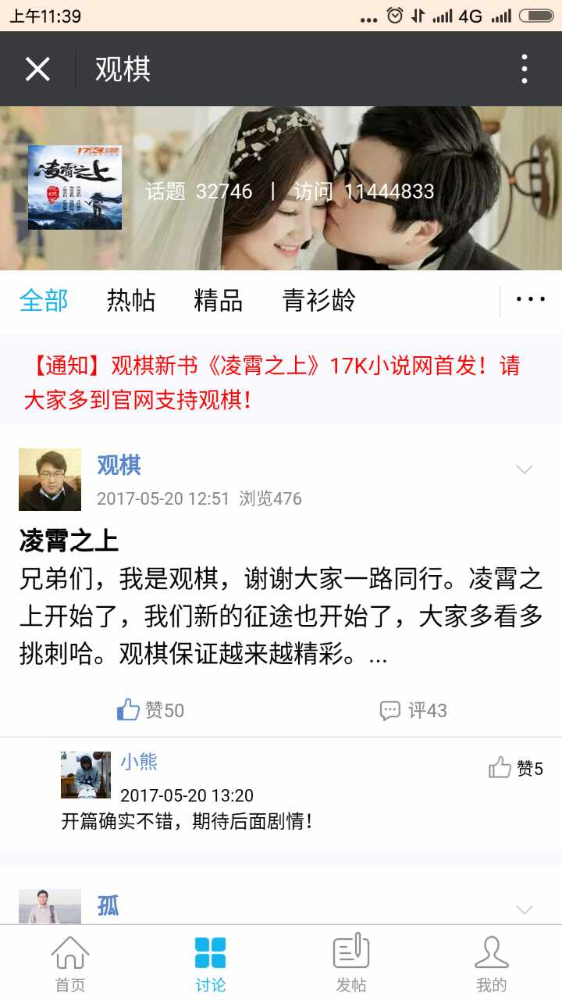 上午11:39
4G
观棋
17K小说网
凌霄之上
话题 32746 | 访问 11444833
全部 热帖 精品 青衫龄
【通知】观棋新书《凌霄之上》17K小说网首发！请
大家多到官网支持观棋！
观棋
2017-05-20 12:51 浏览476
凌霄之上
兄弟们，我是观棋，谢谢大家一路同行。凌霄之
上开始了，我们新的征途也开始了，大家多看多
挑刺哈。观棋保证越来越精彩。...
赞50 评43
小熊
赞5
2017-05-20 13:20
开篇确实不错，期待后面剧情！
孤
首页 讨论 发帖 我的